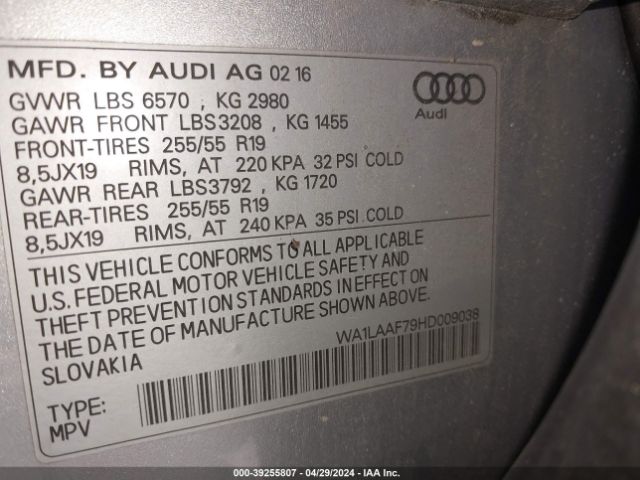 MFD. BY AUDI AG 02 16
GVWR LBS 6570 , KG 2980
GAWR FRONT LBS3208 , KG 1455
FRONT-TIRES 255/55 R19
8,5JX19 RIMS, AT 220 KPA 32 PSI COLD
GAWR REAR LBS3792 , KG 1720
REAR-TIRES 255/55 R19
8,5JX19 RIMS, AT 240 KPA 35 PSI COLD
Audi
THIS VEHICLE CONFORMS TO ALL APPLICABLE
U.S. FEDERAL MOTOR VEHICLE SAFETY AND
THEFT PREVENTION STANDARDS IN EFFECT ON
THE DATE OF MANUFACTURE SHOWN ABOVE.
SLOVAKIA
WA1LAAF79HD009038
TYPE:
MPV
000-39255807 - 04/29/2024 - IAA Inc.